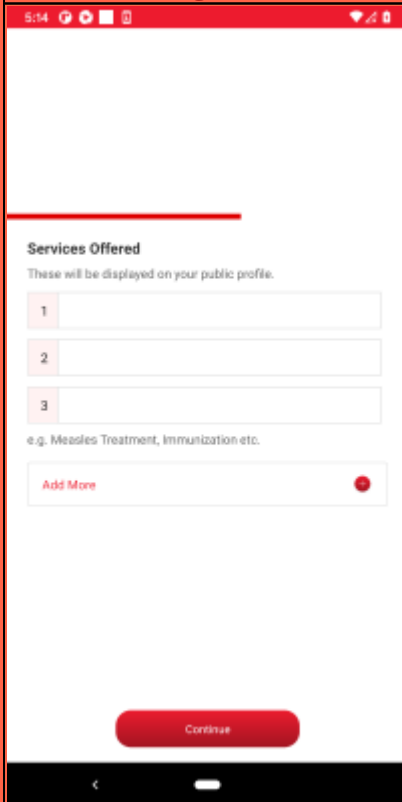 5:14
Services Offered
These will be displayed on your public profile.
1
2
3
e.g. Measles Treatment, Immunization etc.
Add More
Continue